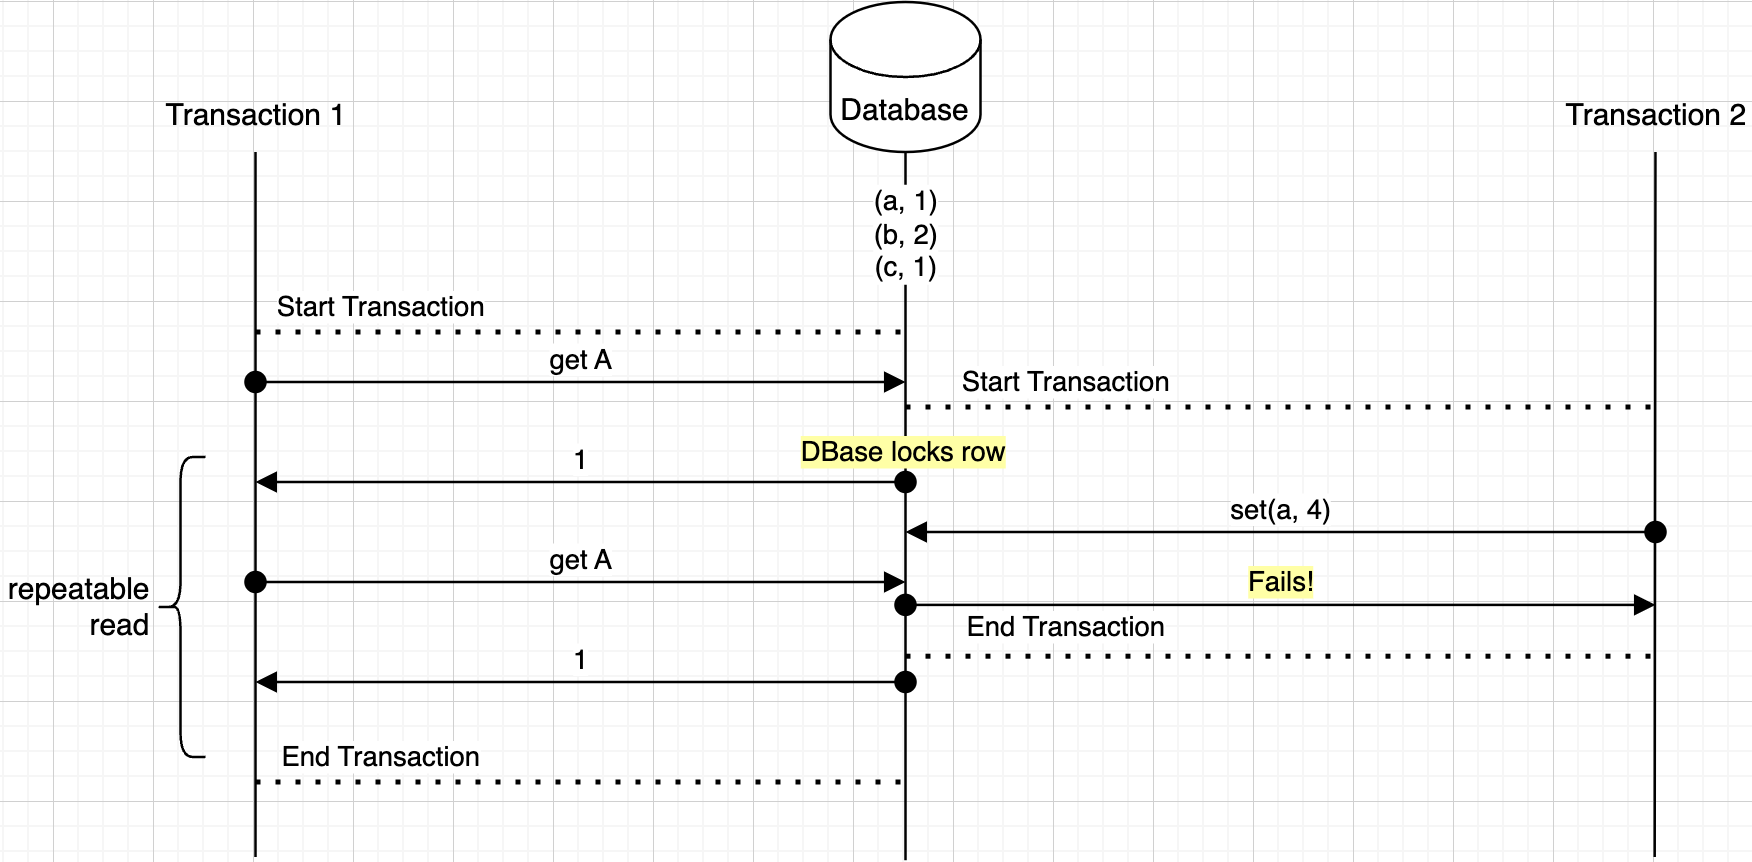 Database
Transaction 1
Transaction 2
(a, 1)
(b, 2)
(c, 1)
Start Transaction
get A
Start Transaction
DBase locks row
1
set(a, 4)
get A
Fails!
repeatable
read
End Transaction
1
End Transaction